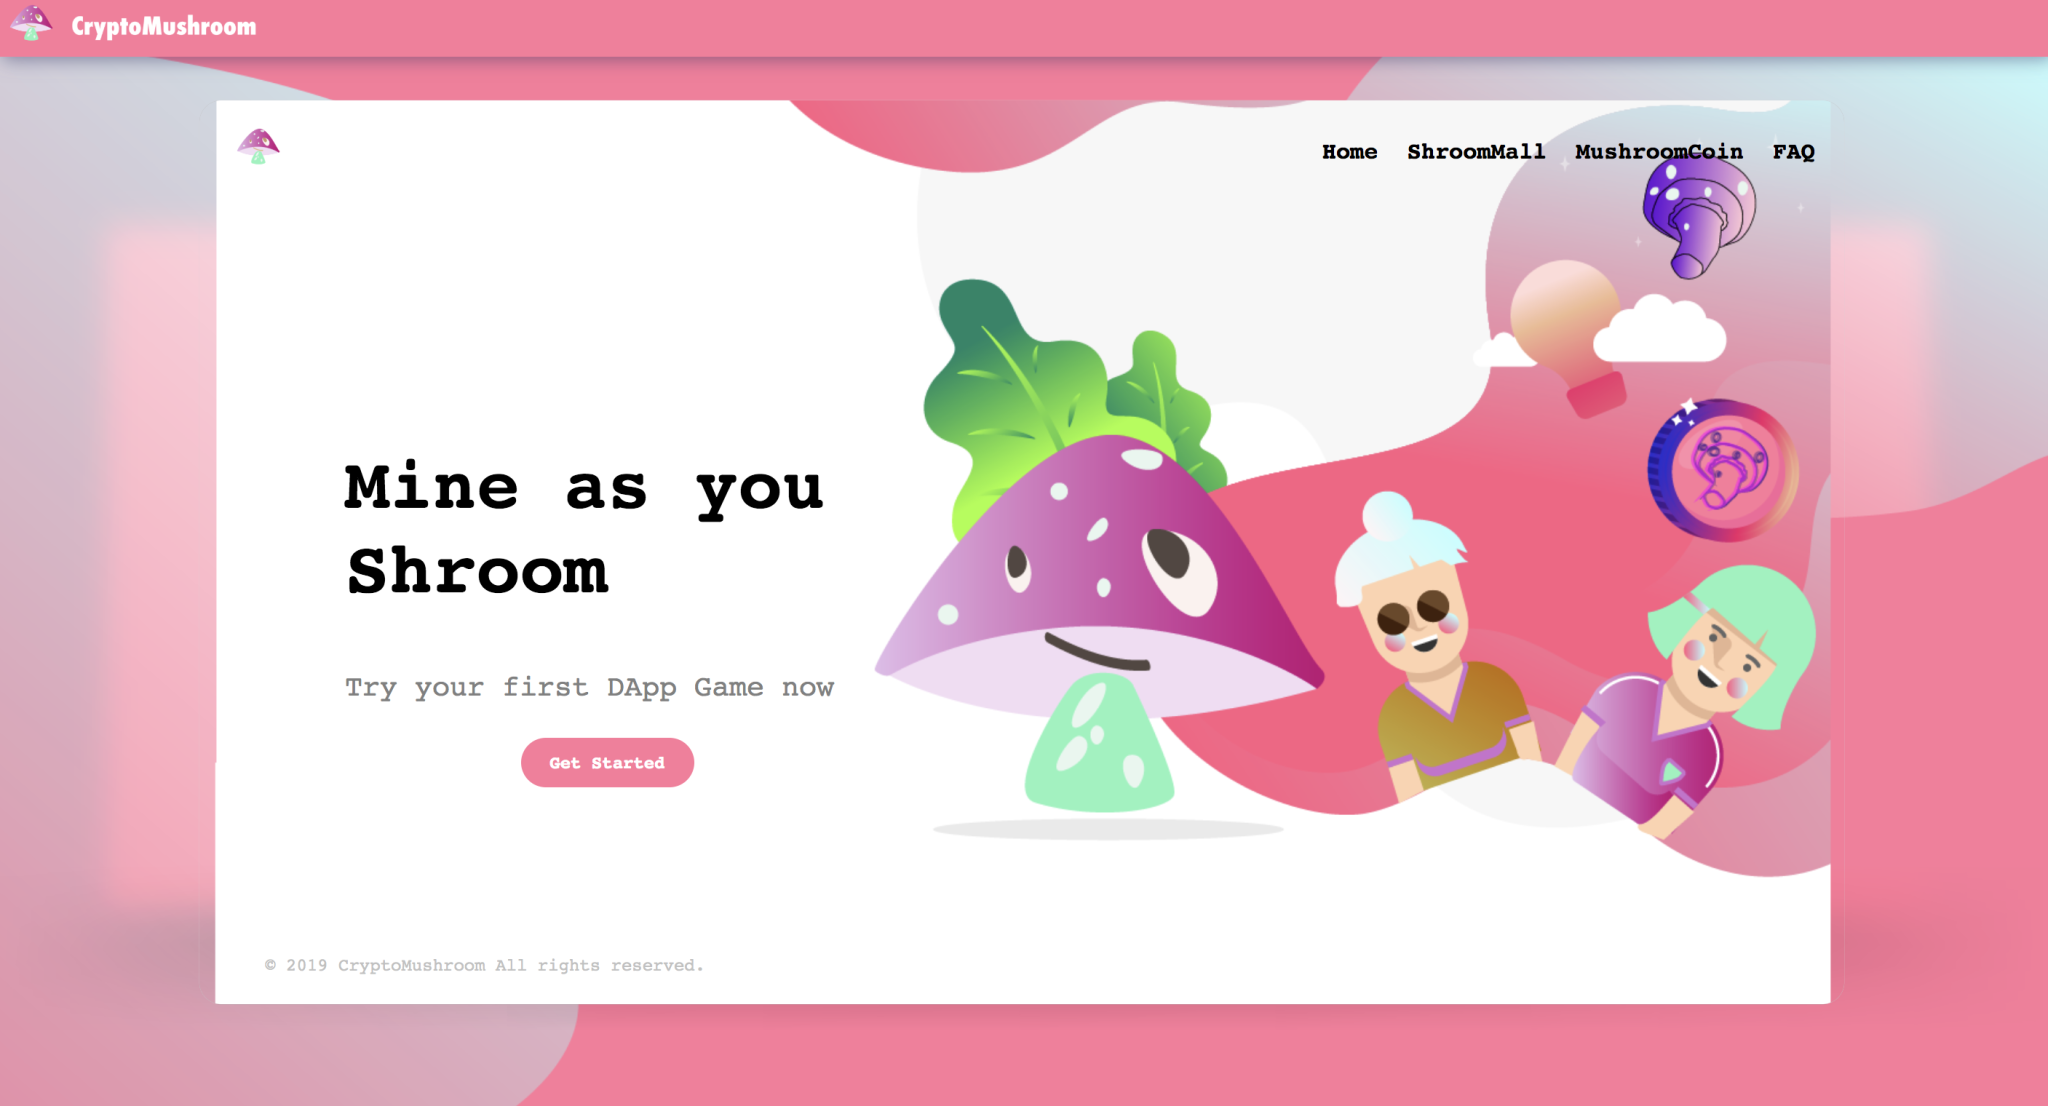 CryptoMushroom
Home ShroomMall MushroomCoin FAQ
Mine as you
Shroom
Try your first DApp Game now
Get Started
© 2019 CryptoMushroom All rights reserved.